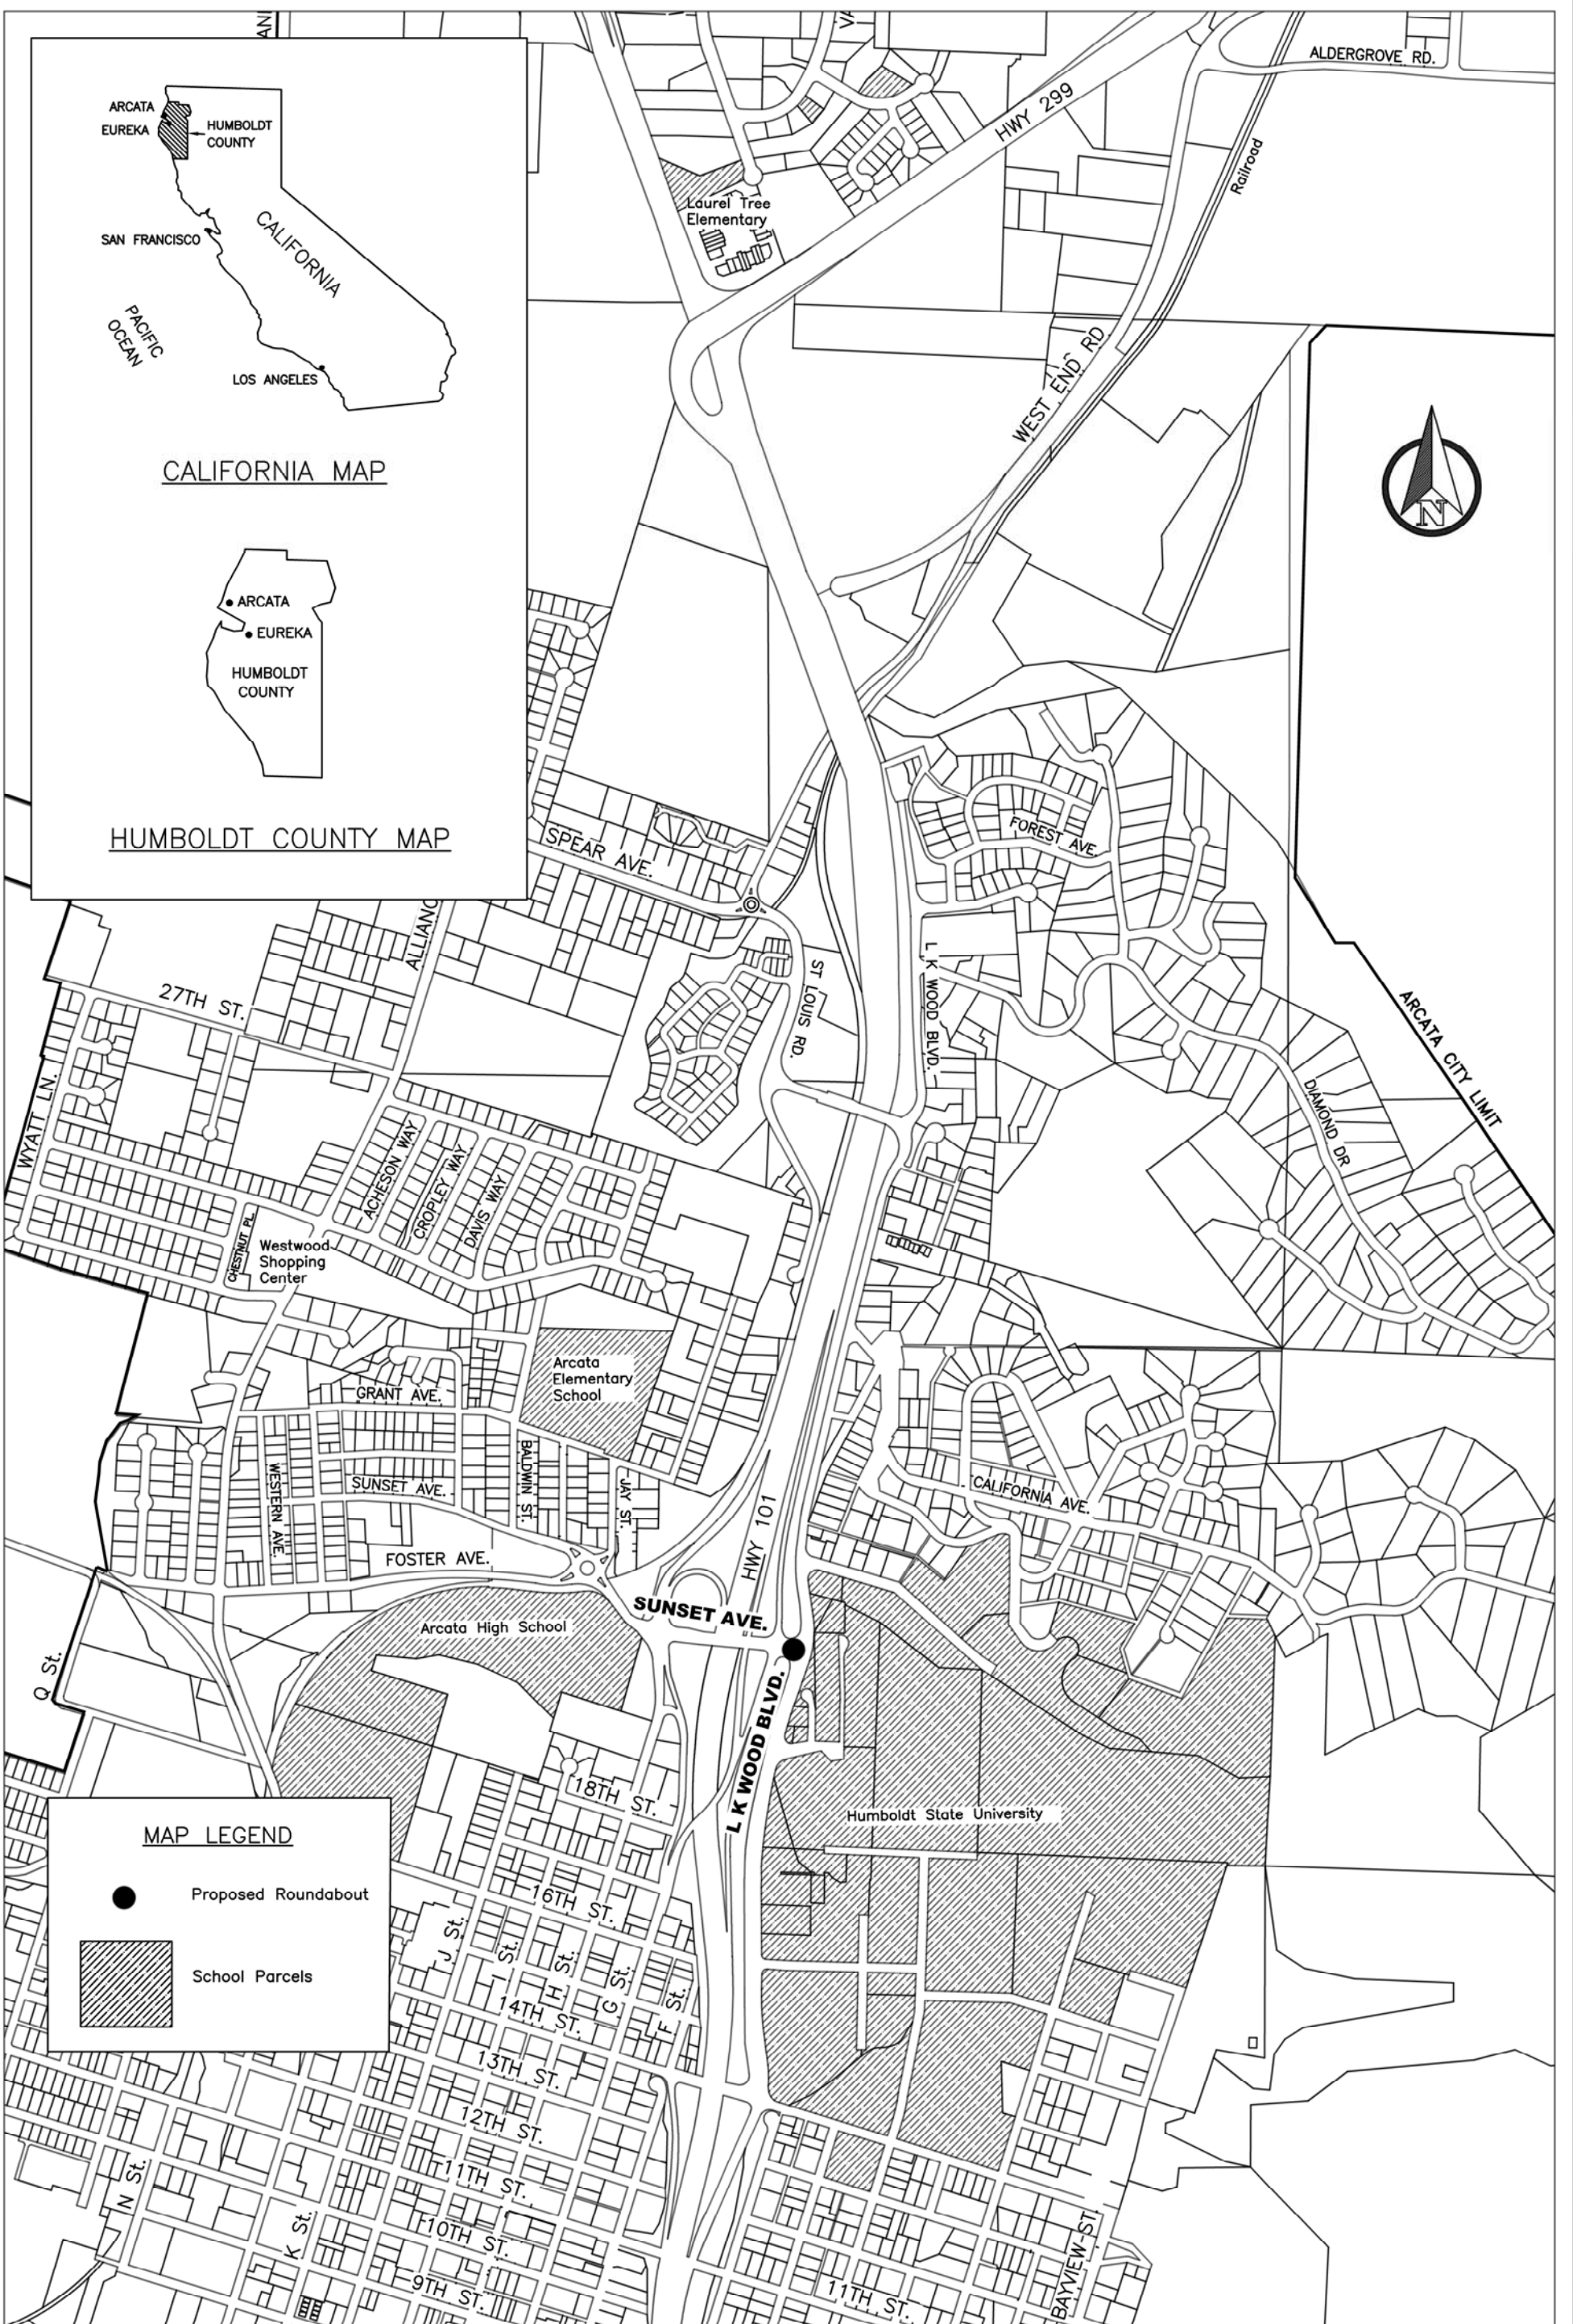 ALDERGROVE RD.
HWY 299
Railroad
Laurel Tree
Elementary
ARCATA
EUREKA
HUMBOLDT
COUNTY
SAN FRANCISCO
CALIFORNIA
PACIFIC
OCEAN
LOS ANGELES
CALIFORNIA MAP
ARCATA
EUREKA
HUMBOLDT
COUNTY
HUMBOLDT COUNTY MAP
WEST END RD.
N
SPEAR AVE.
FOREST AVE.
27TH ST.
ST LOUIS RD.
L K WOOD BLVD.
ARCATA CITY LIMIT
WYATT LN.
ACHESON WAY
CROPLEY WAY
DAVIS WAY
DIAMOND DR
CHESTNUT PL.
Westwood
Shopping
Center
Arcata
Elementary
School
GRANT AVE.
WESTERN AVE.
SUNSET AVE.
BALDWIN ST.
JAY ST.
CALIFORNIA AVE.
HWY 101
FOSTER AVE.
SUNSET AVE.
Arcata High School
Q St.
L K WOOD BLVD.
18TH ST.
Humboldt State University
MAP LEGEND
Proposed Roundabout
School Parcels
16TH ST.
J St.
I St.
H St.
G St.
F St.
14TH ST.
13TH ST.
12TH ST.
11TH ST.
N St.
K St.
10TH ST.
9TH ST.
11TH ST.
BAYVIEW ST.